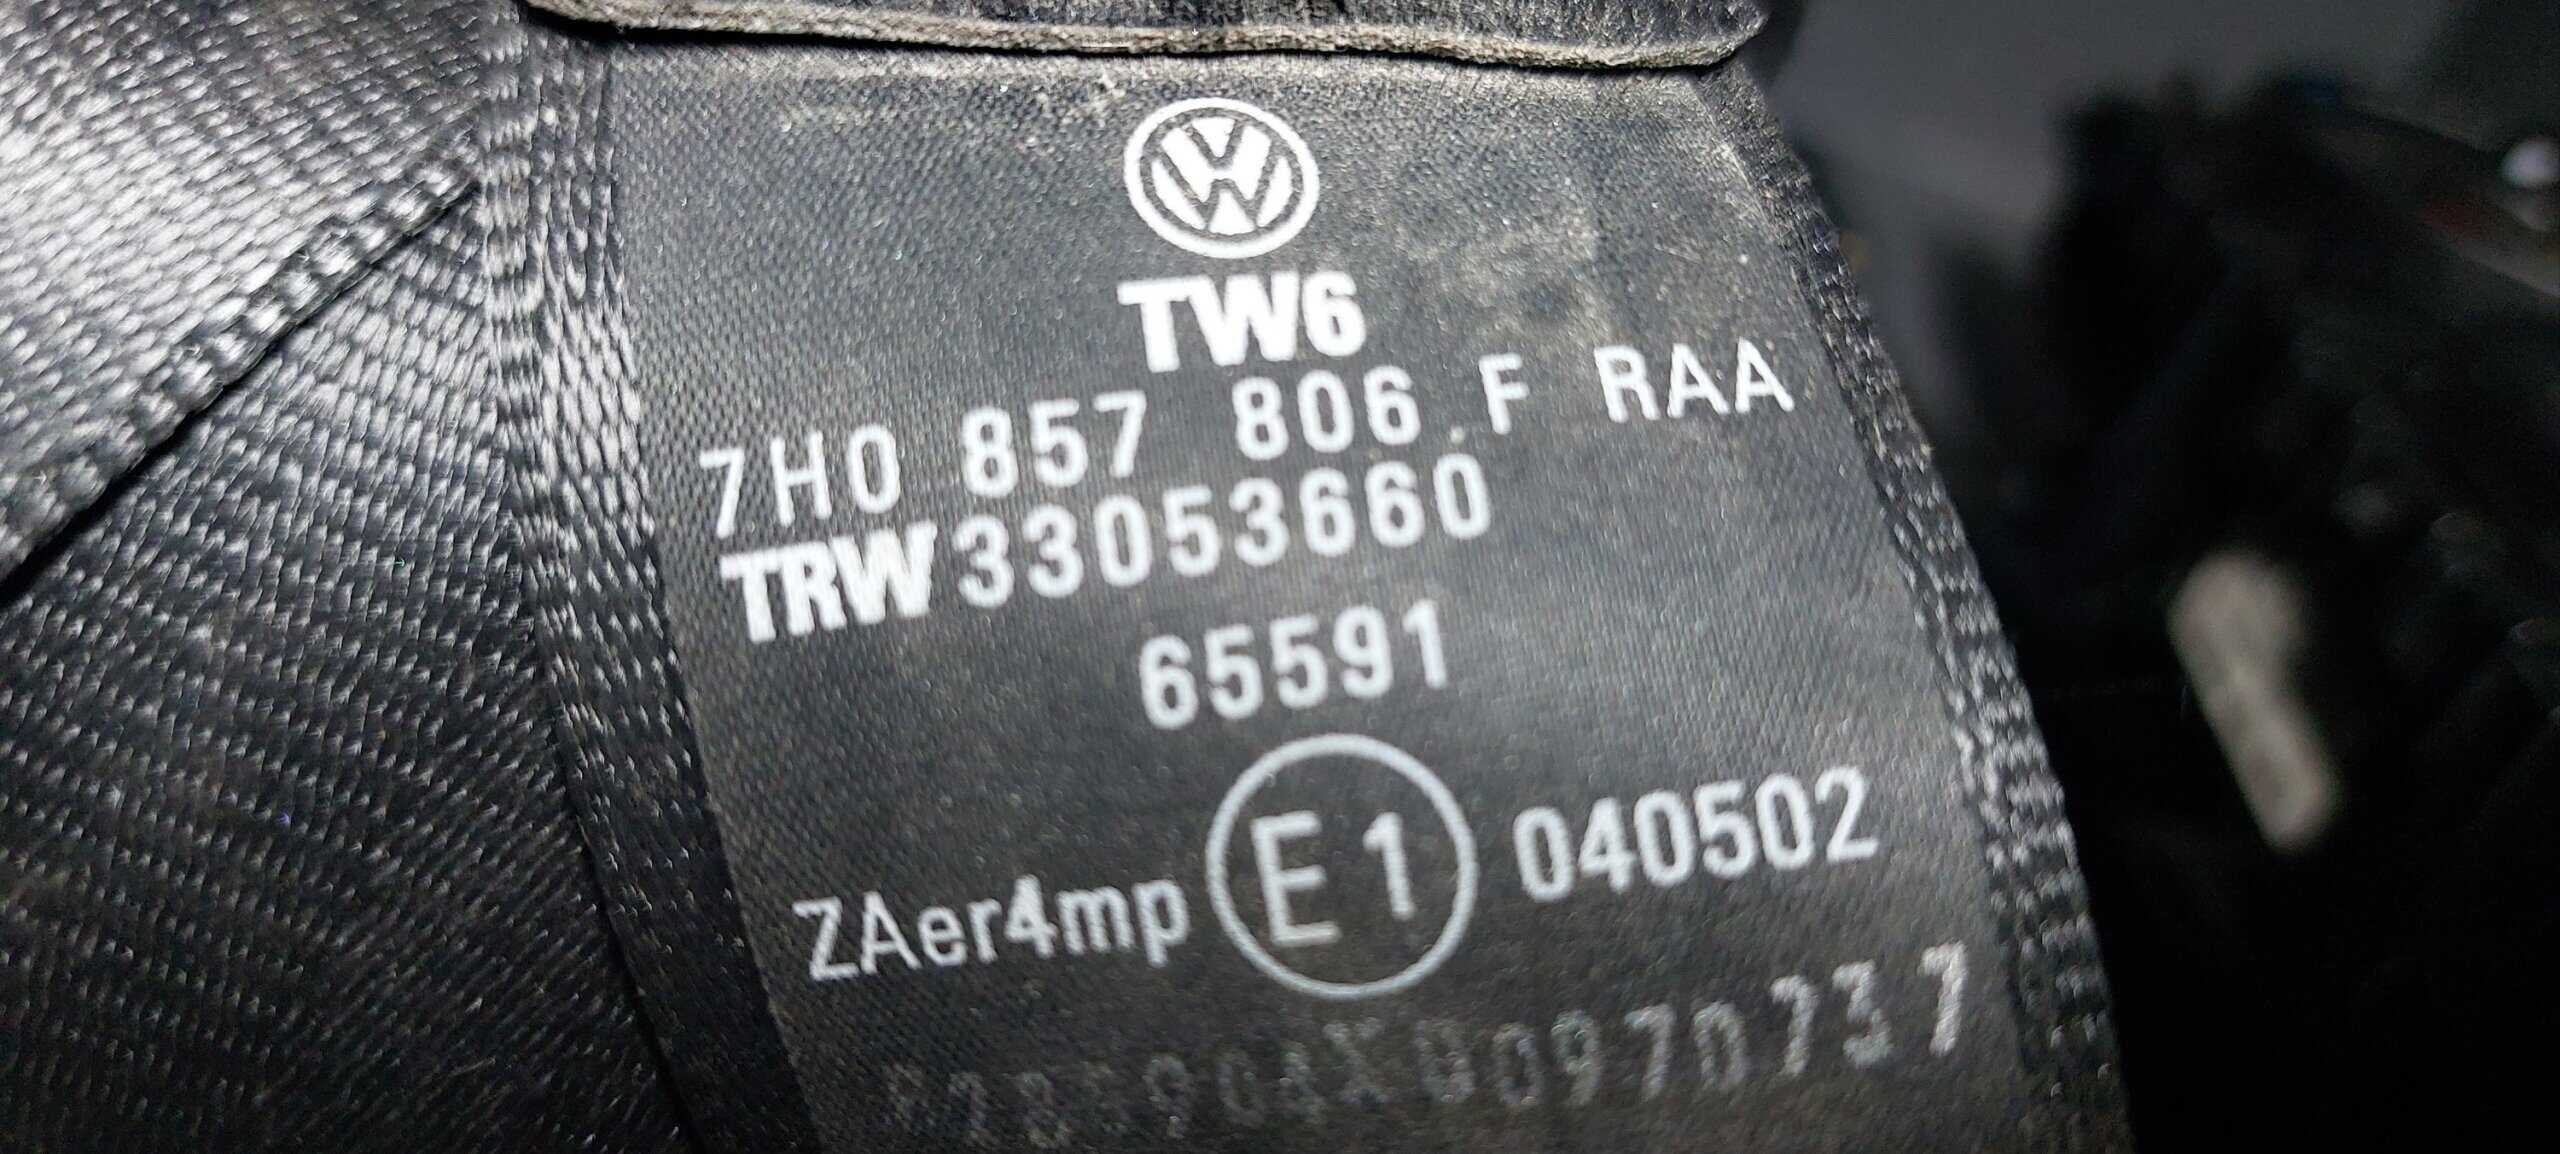 TW6
7H0 857 806 F RAA
TRW 33053660
65591
ZAer4mp E1 040502